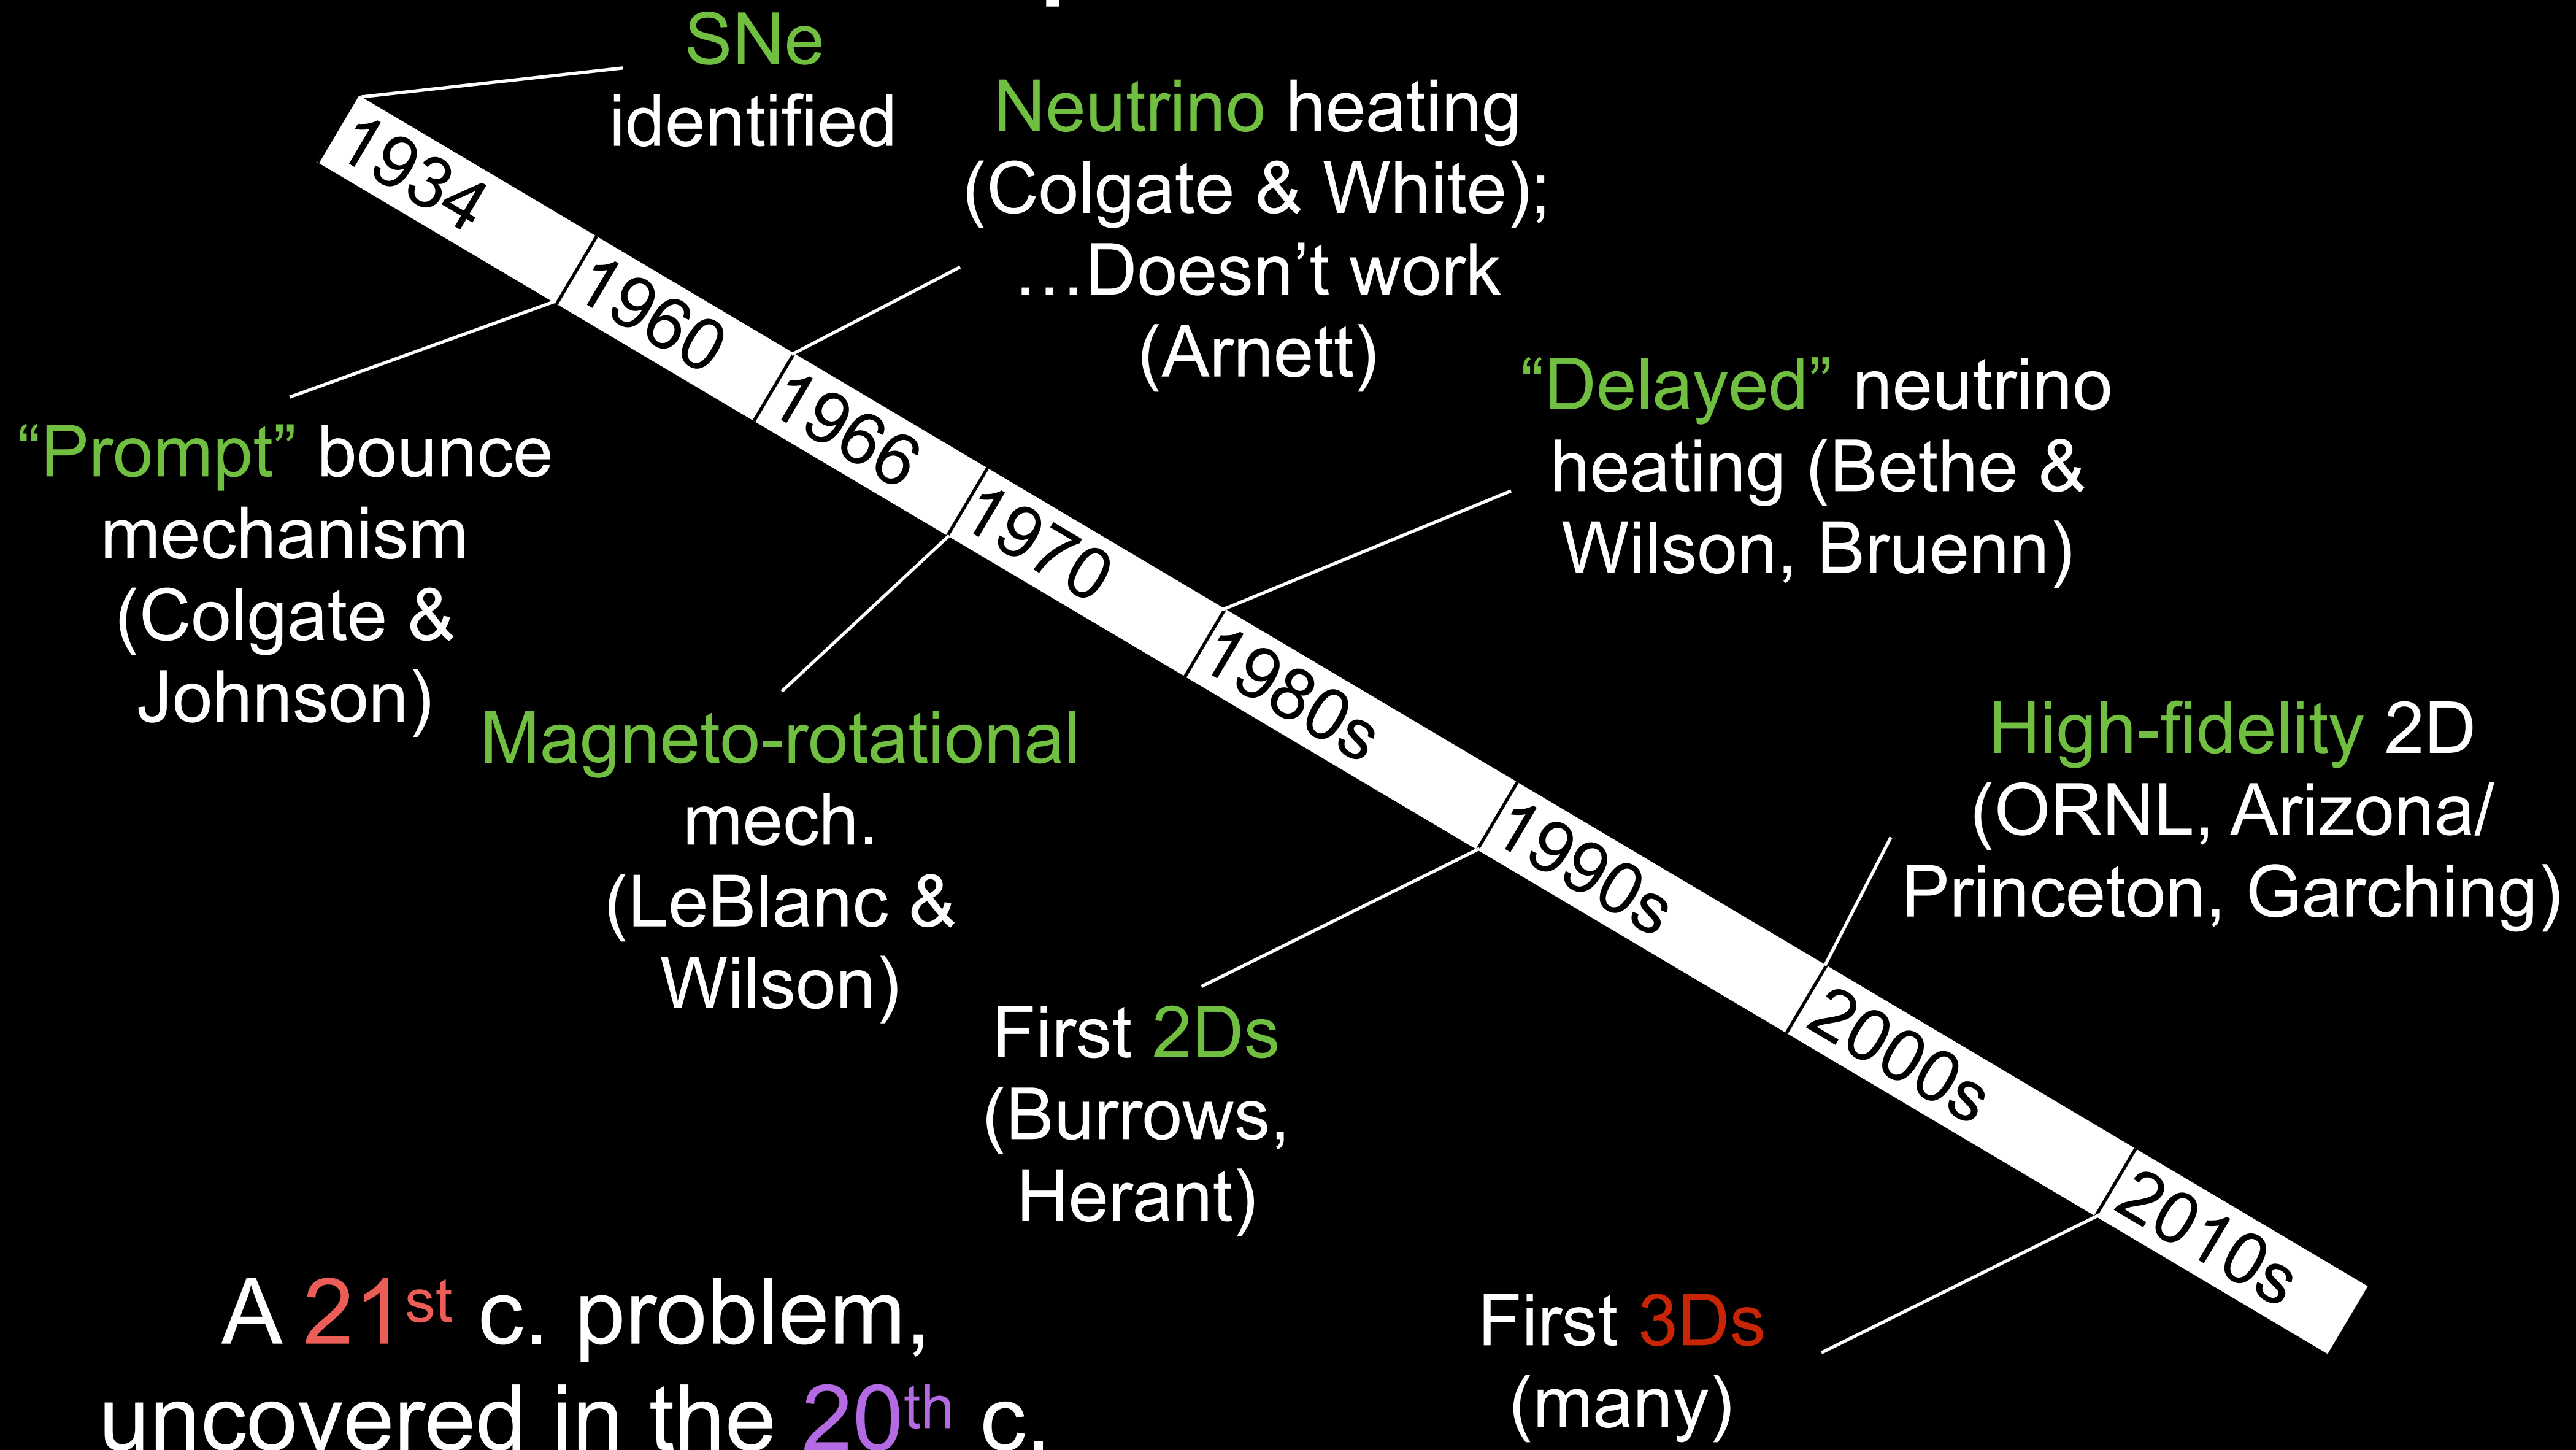 SNe
identified
1934
Neutrino heating
(Colgate & White);
…Doesn’t work
(Arnett)
1960
“Prompt” bounce
mechanism
(Colgate &
Johnson)
1966
“Delayed” neutrino
heating (Bethe &
Wilson, Bruenn)
1970
Magneto-rotational
mech.
(LeBlanc &
Wilson)
1980s
High-fidelity 2D
(ORNL, Arizona/
Princeton, Garching)
1990s
First 2Ds
(Burrows,
Herant)
2000s
2010s
First 3Ds
(many)
A 21st c. problem,
uncovered in the 20th c.